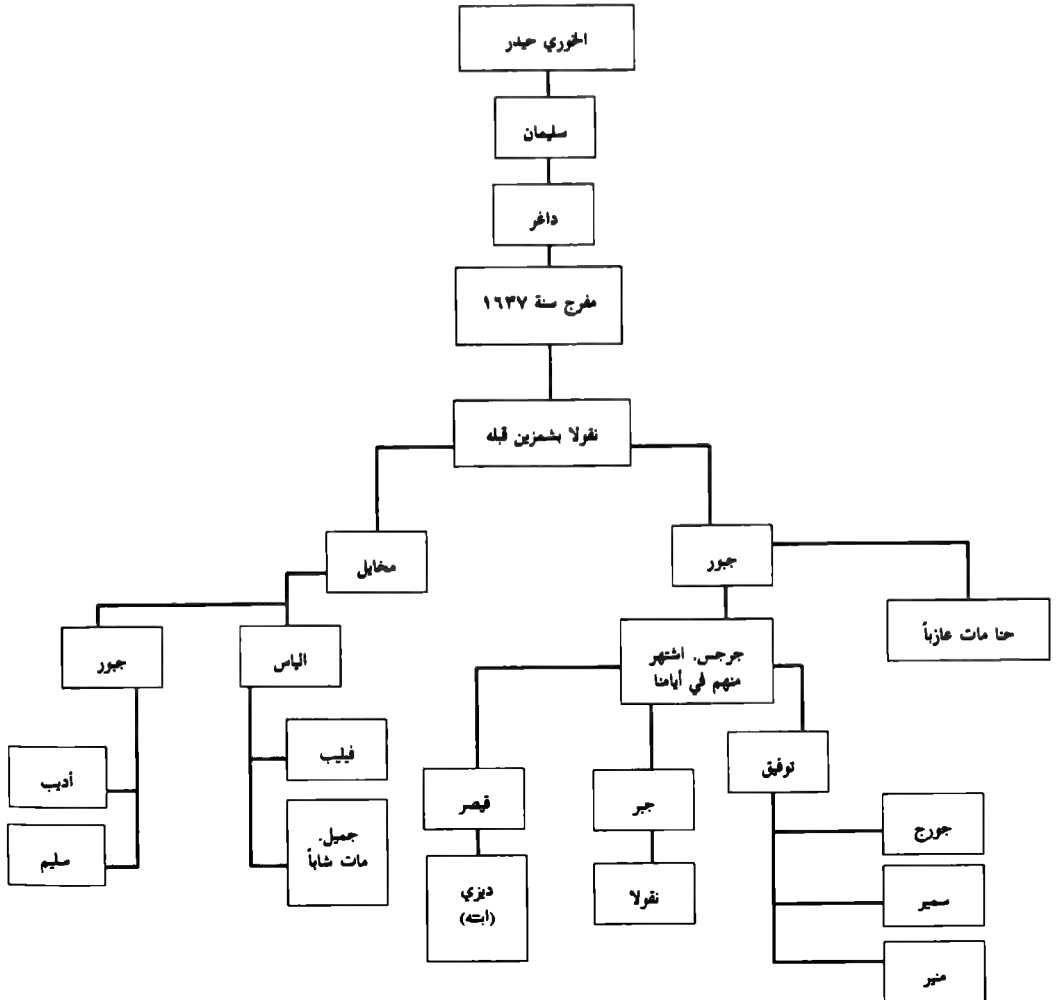 الخوري حيدر
سليمان
داغر
مفرج سنة ١٦٣٧
نقولا بشمزين قبله
مخايل
جبور
حنا مات عازباً
جبور
الياس
جرجس. اشتهر
منهم في أيامنا
فيليب
توفيق
أديب
قيصر
جبر
جميل.
مات شاباً
جورج
سليم
ديزي
(ابنته)
نقولا
سمير
منير